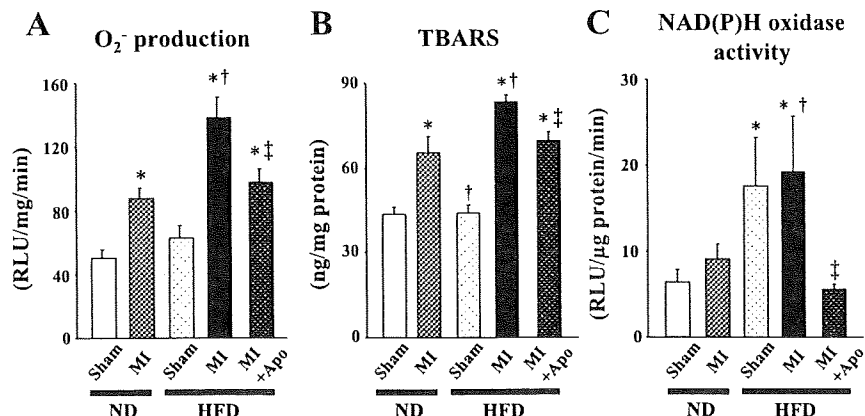 A
O₂⁻ production
(RLU/mg/min)
160
120
80
40
0
*
*†
*‡
Sham
MI
Sham
MI
MI
+Apo
ND
HFD
B
TBARS
(ng/mg protein)
90
60
30
0
*
†
*†
*‡
Sham
MI
Sham
MI
MI
+Apo
ND
HFD
C
NAD(P)H oxidase
activity
(RLU/μg protein/min)
30
20
10
0
*
* †
‡
Sham
MI
Sham
MI
MI
+Apo
ND
HFD